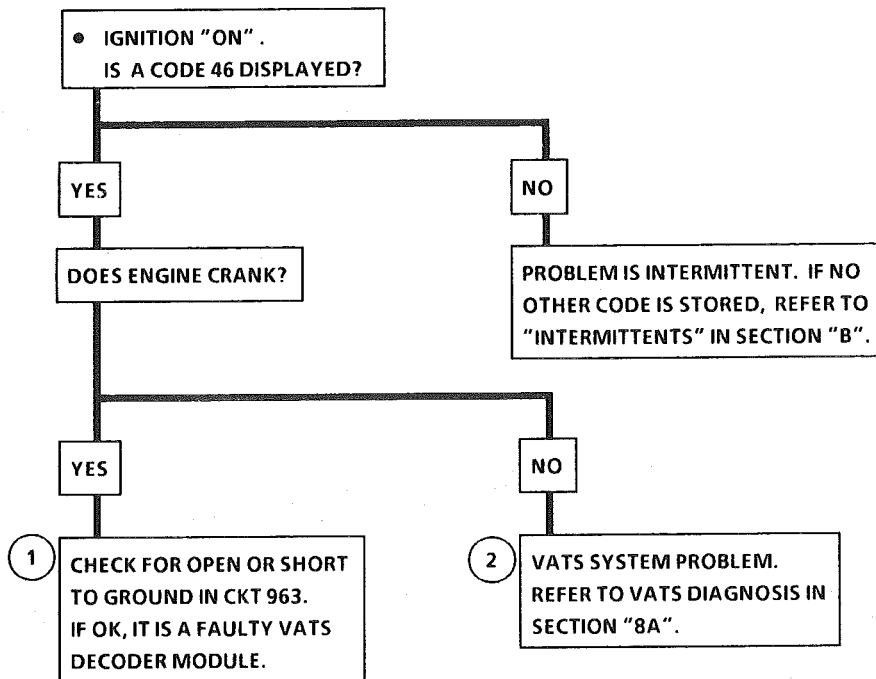 • IGNITION "ON" .
IS A CODE 46 DISPLAYED?
YES
NO
DOES ENGINE CRANK?
PROBLEM IS INTERMITTENT. IF NO
OTHER CODE IS STORED, REFER TO
"INTERMITTENTS" IN SECTION "B".
YES
NO
1
CHECK FOR OPEN OR SHORT
TO GROUND IN CKT 963.
IF OK, IT IS A FAULTY VATS
DECODER MODULE.
2
VATS SYSTEM PROBLEM.
REFER TO VATS DIAGNOSIS IN
SECTION "8A".